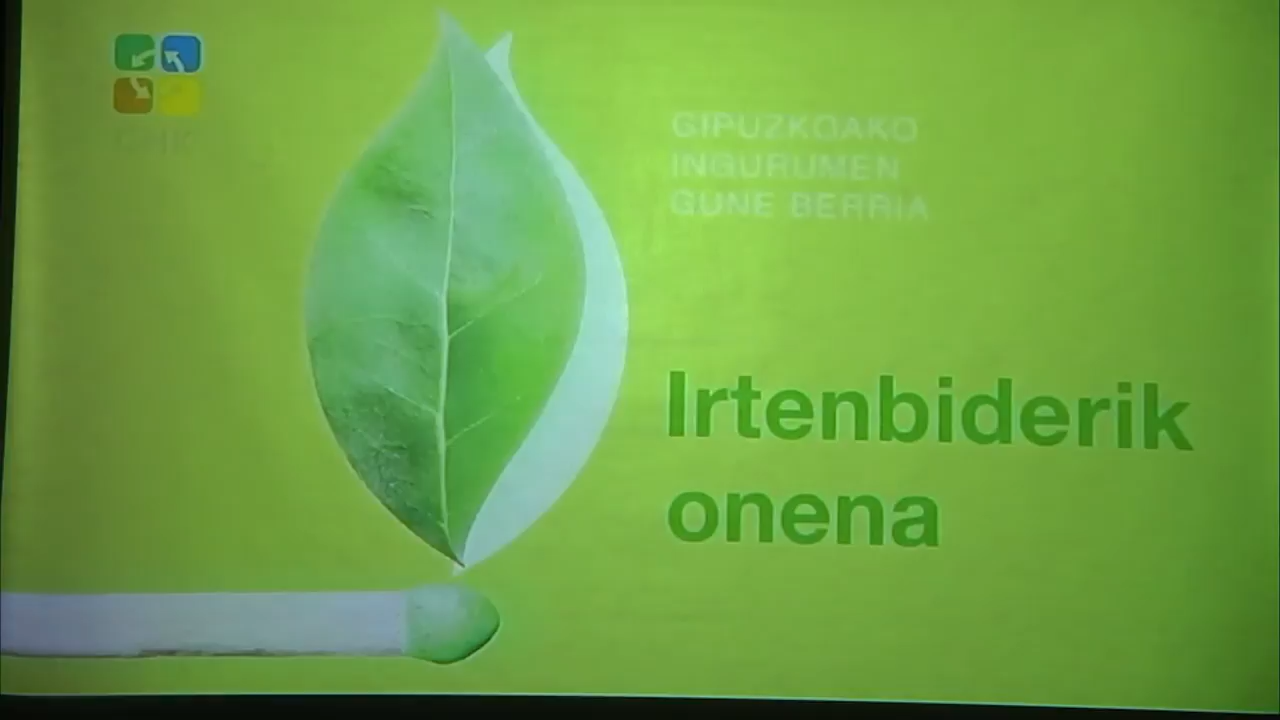 GIPUZKOAKO
INGURUMEN
GUNE BERRIA
Irtenbiderik
onena